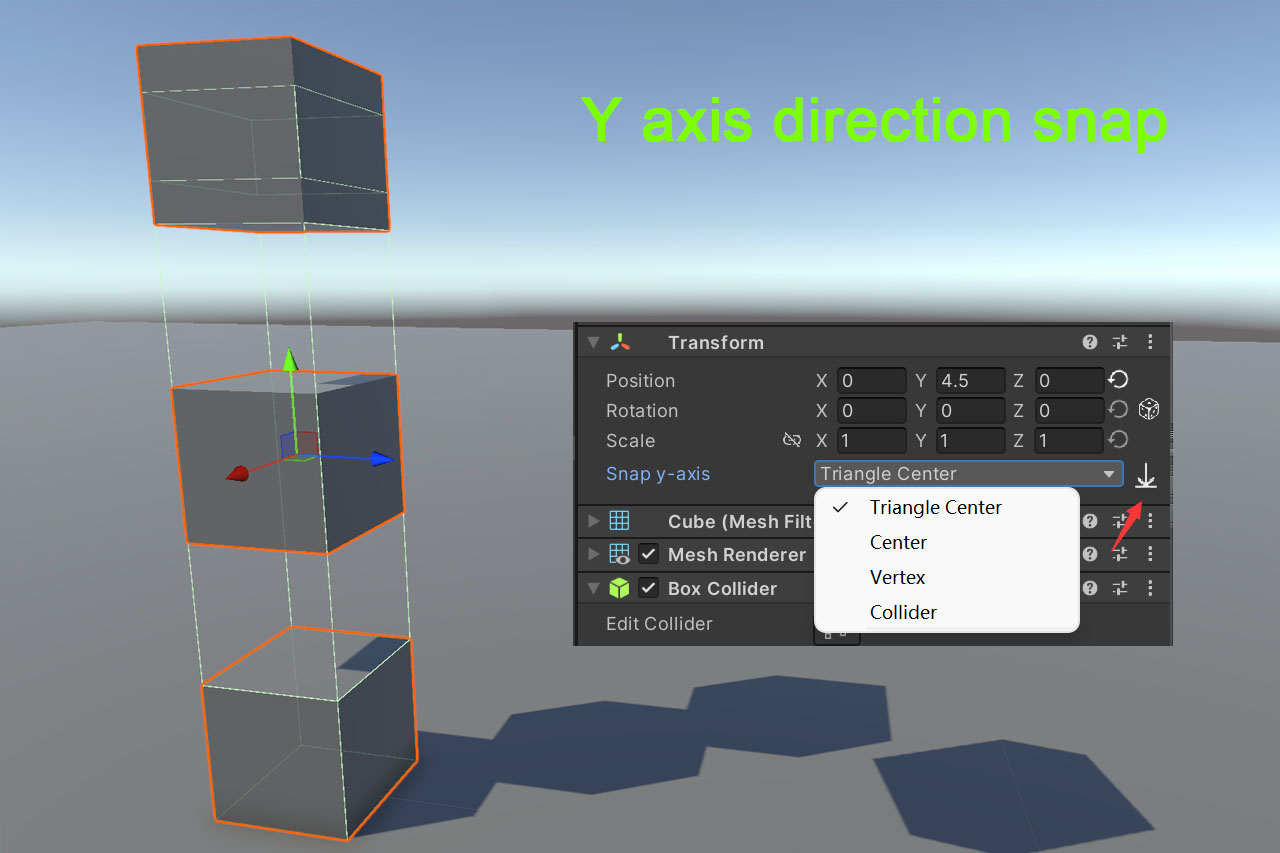 Y axis direction snap
Transform
Position X 0 Y 4.5 Z 0
Rotation X 0 Y 0 Z 0
Scale X 1 Y 1 Z 1
Snap y-axis Triangle Center
Triangle Center
Cube (Mesh Filt
Center
Mesh Renderer
Vertex
Box Collider
Collider
Edit Collider